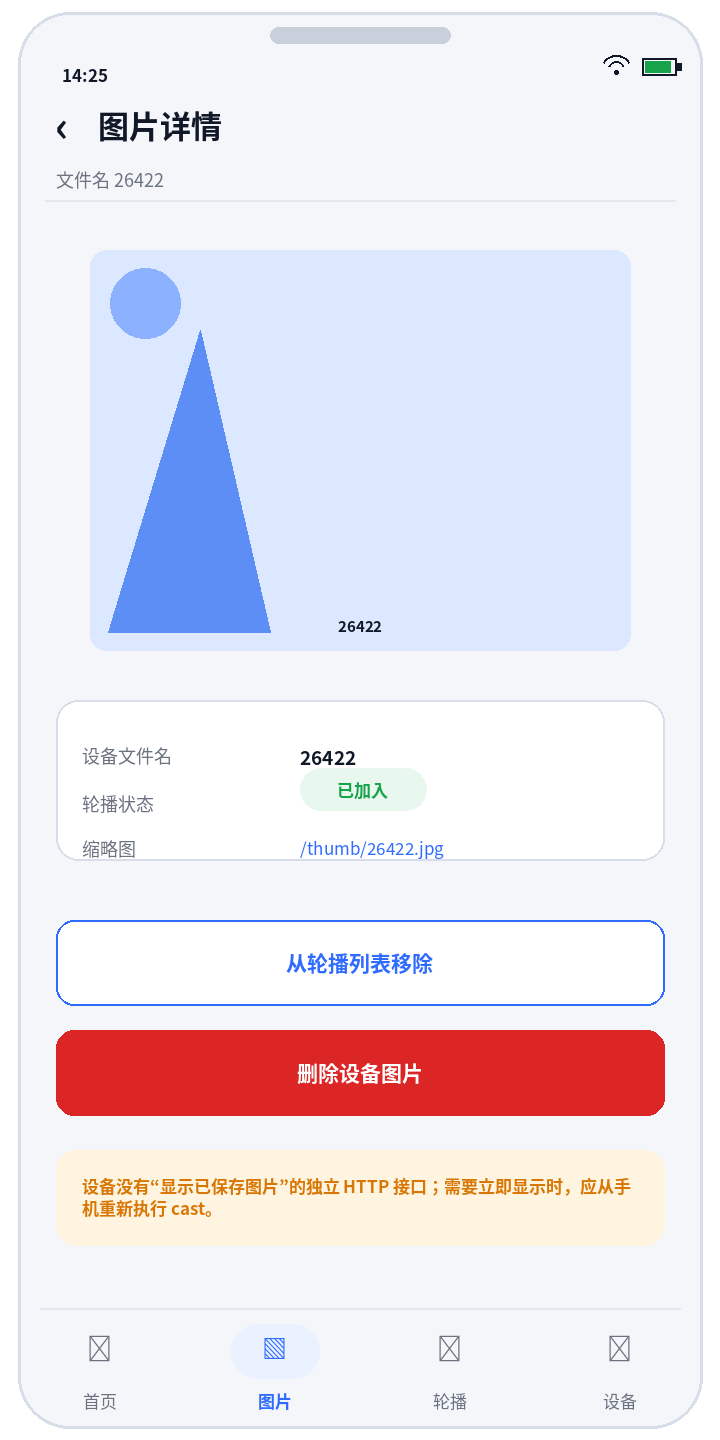 14:25
‹ 图片详情
文件名 26422
26422
设备文件名 26422
轮播状态 已加入
缩略图 /thumb/26422.jpg
从轮播列表移除
删除设备图片
设备没有“显示已保存图片”的独立 HTTP 接口；需要立即显示时，应从手
机重新执行 cast。
首页 图片 轮播 设备